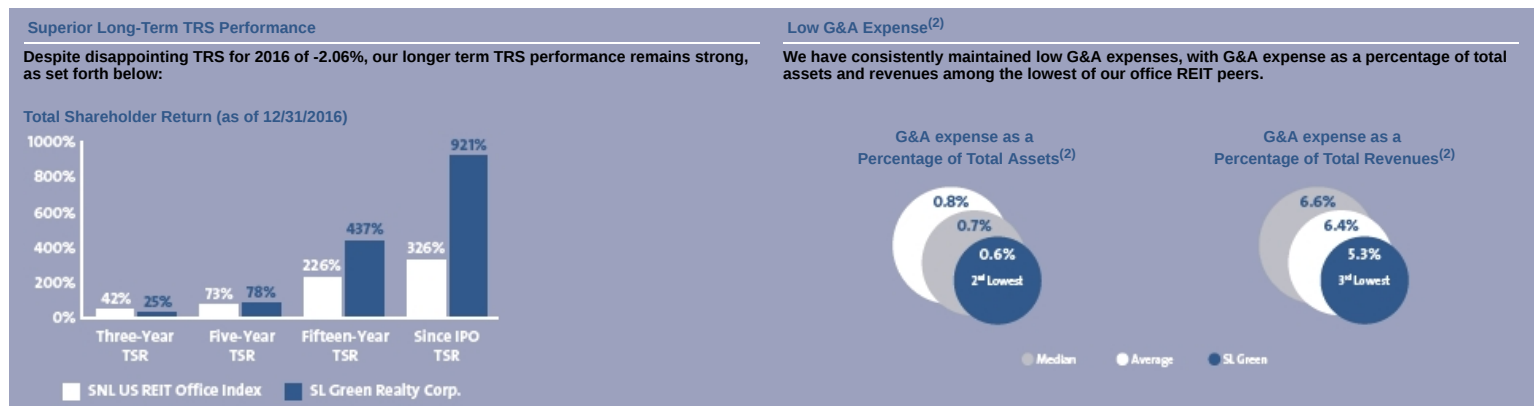 Superior Long-Term TRS Performance
Despite disappointing TRS for 2016 of -2.06%, our longer term TRS performance remains strong,
as set forth below:
Total Shareholder Return (as of 12/31/2016)
1000%
800%
600%
400%
200%
0%
42% 25%
73% 78%
226% 437%
326% 921%
Three-Year
TSR
Five-Year
TSR
Fifteen-Year
TSR
Since IPO
TSR
SNL US REIT Office Index
SL Green Realty Corp.
Low G&A Expense(2)
We have consistently maintained low G&A expenses, with G&A expense as a percentage of total
assets and revenues among the lowest of our office REIT peers.
G&A expense as a
Percentage of Total Assets(2)
0.8%
0.7%
0.6%
2nd Lowest
G&A expense as a
Percentage of Total Revenues(2)
6.6%
6.4%
5.3%
3rd Lowest
Median
Average
SL Green